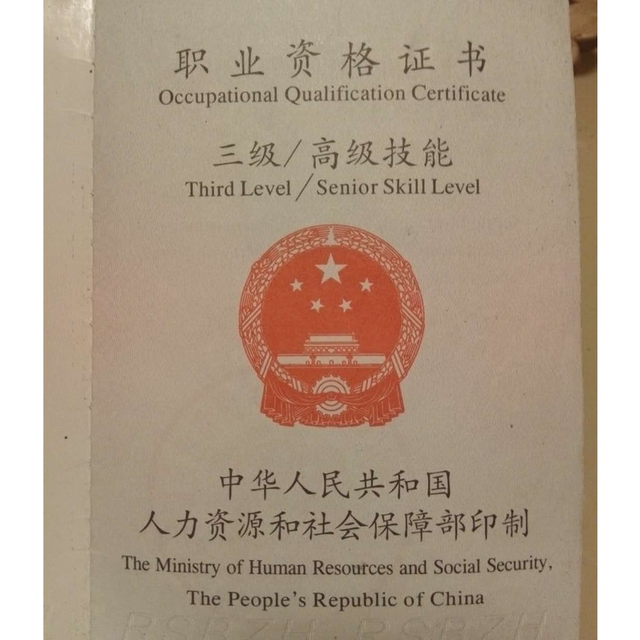 职业资格证书
Occupational Qualification Certificate
三级/高级技能
Third Level/Senior Skill Level
中华人民共和国
人力资源和社会保障部印制
The Ministry of Human Resources and Social Security,
The People's Republic of China
RSBZH RSBZH